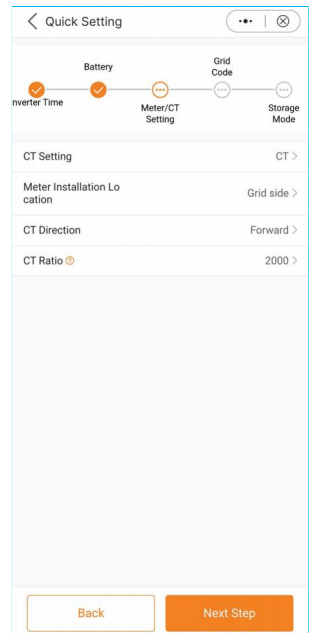 Quick Setting
Battery
Grid
Code
nverter Time
Meter/CT
Setting
Storage
Mode
CT Setting
CT
Meter Installation Lo
cation
Grid side
CT Direction
Forward
CT Ratio
2000
Back
Next Step